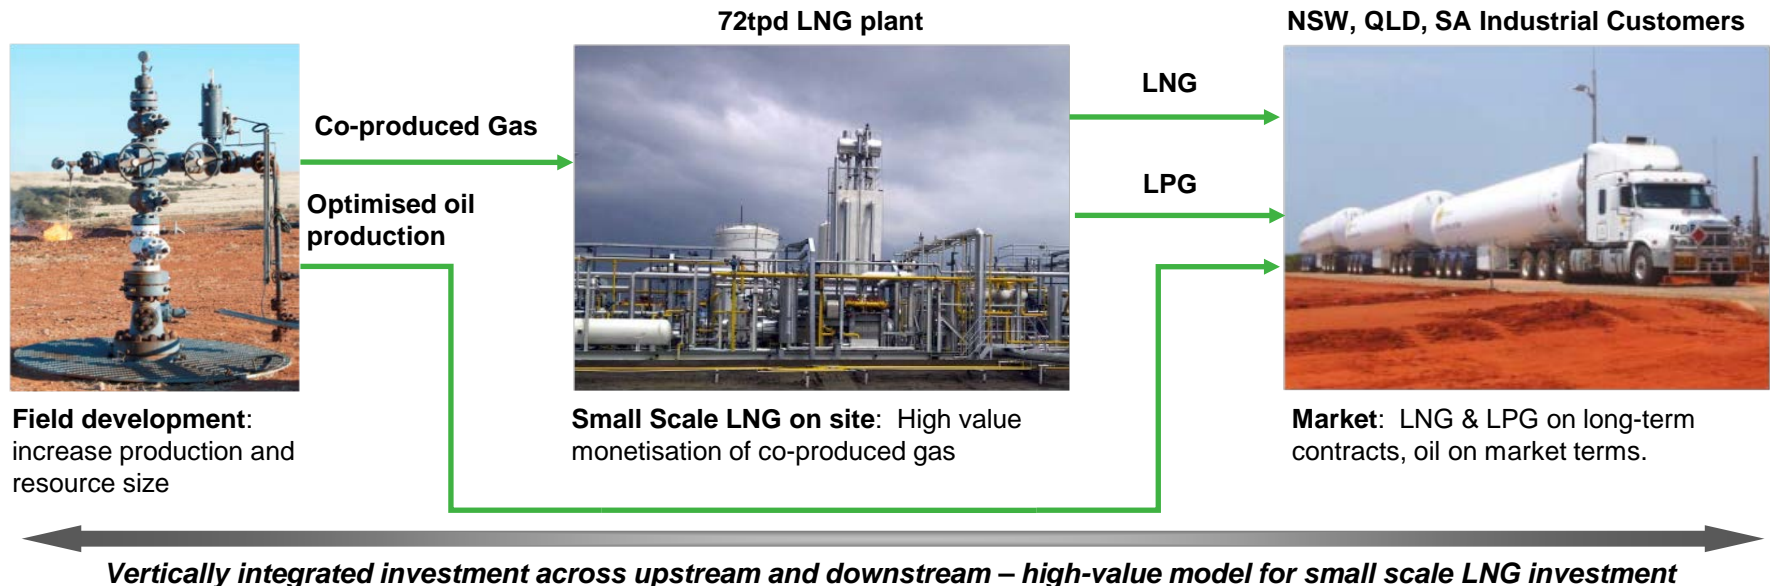 72tpd LNG plant
NSW, QLD, SA Industrial Customers
Co-produced Gas
Optimised oil
production
LNG
LPG
Field development:
increase production and
resource size
Small Scale LNG on site:  High value
monetisation of co-produced gas
Market:  LNG & LPG on long-term
contracts, oil on market terms.
Vertically integrated investment across upstream and downstream – high-value model for small scale LNG investment